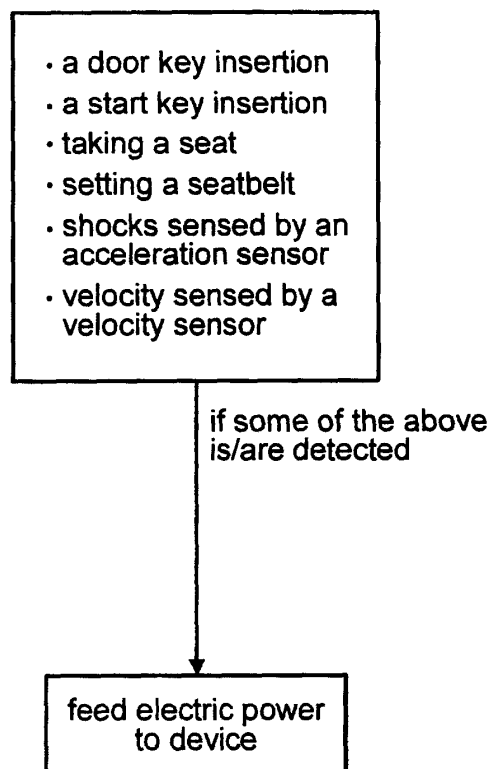 · a door key insertion
· a start key insertion
· taking a seat
· setting a seatbelt
· shocks sensed by an
acceleration sensor
· velocity sensed by a
velocity sensor
if some of the above
is/are detected
feed electric power
to device